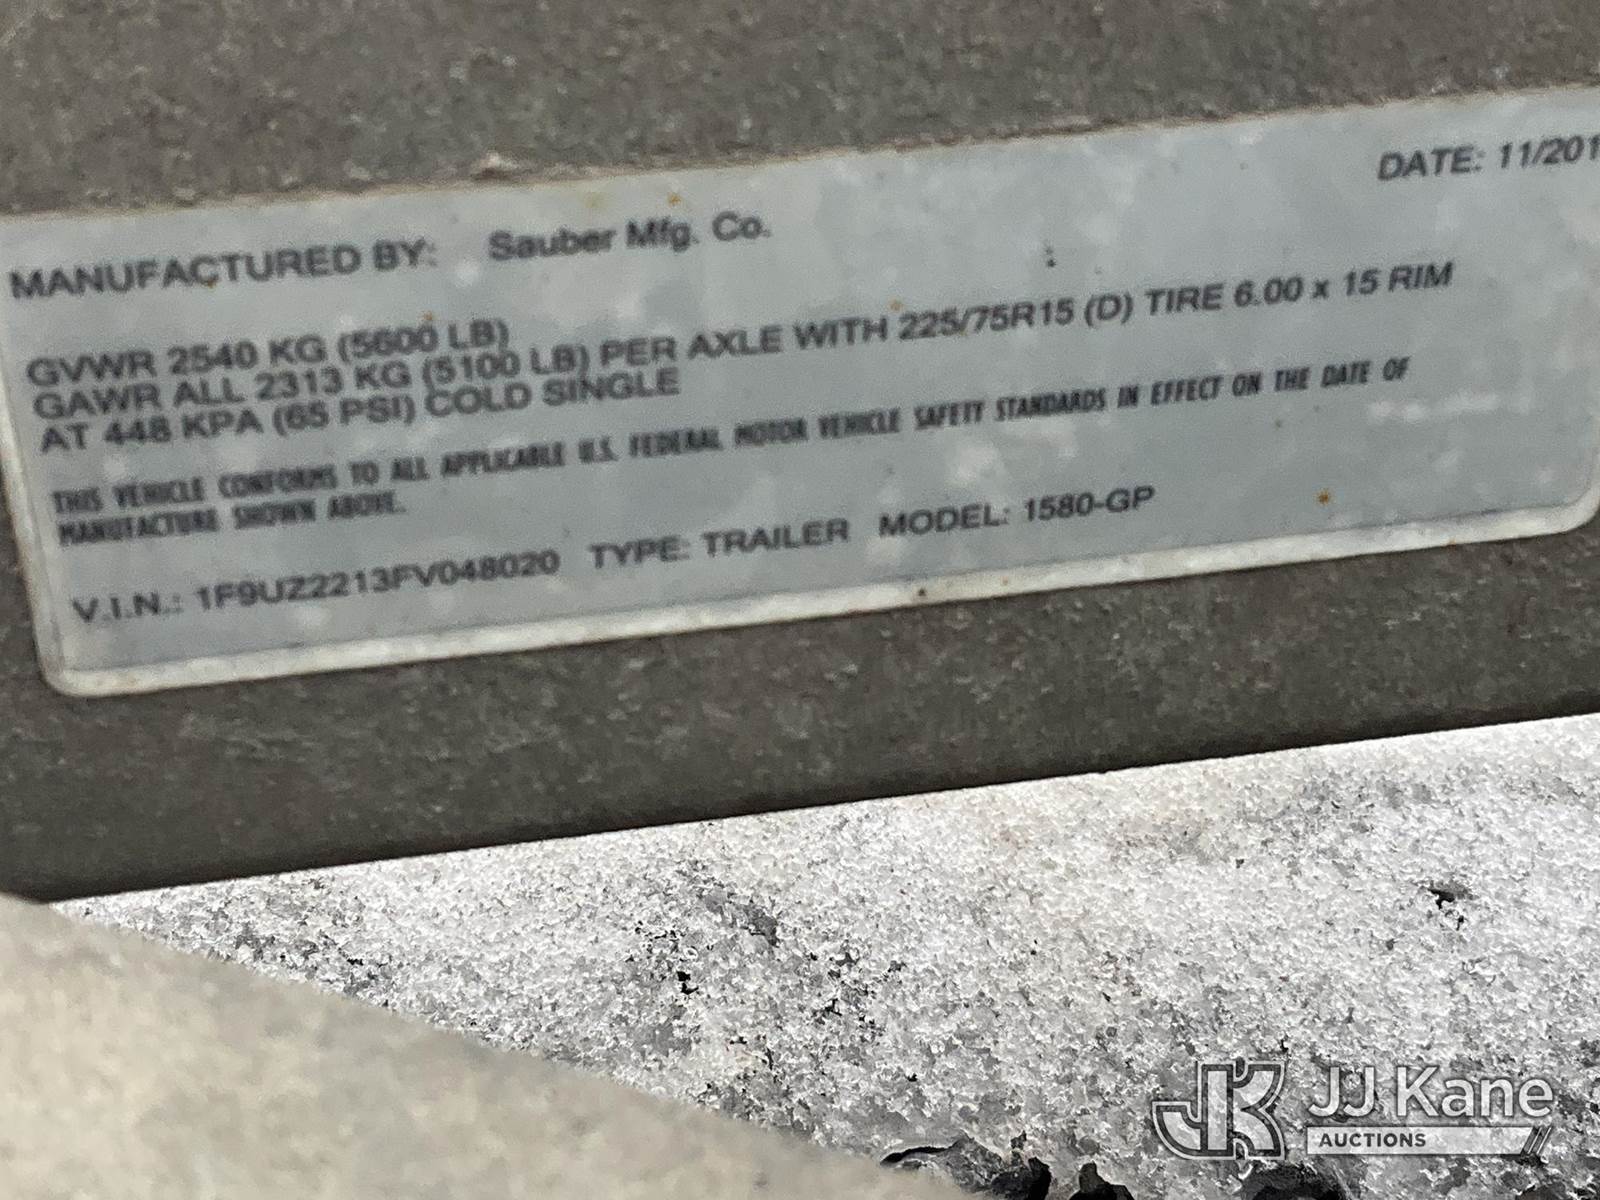 DATE: 11/201
MANUFACTURED BY: Sauber Mfg. Co.
GVWR 2540 KG (5600 LB)
GAWR ALL 2313 KG (5100 LB) PER AXLE WITH 225/75R15 (D) TIRE 6.00 x 15 RIM
AT 448 KPA (65 PSI) COLD SINGLE
THIS VEHICLE CONFORMS TO ALL APPLICABLE U.S. FEDERAL MOTOR VEHICLE SAFETY STANDARDS IN EFFECT ON THE DATE OF
MANUFACTURE SHOWN ABOVE.
V.I.N.: 1F9UZ2213FV048020 TYPE: TRAILER MODEL: 1580-GP
JK JJ Kane
AUCTIONS